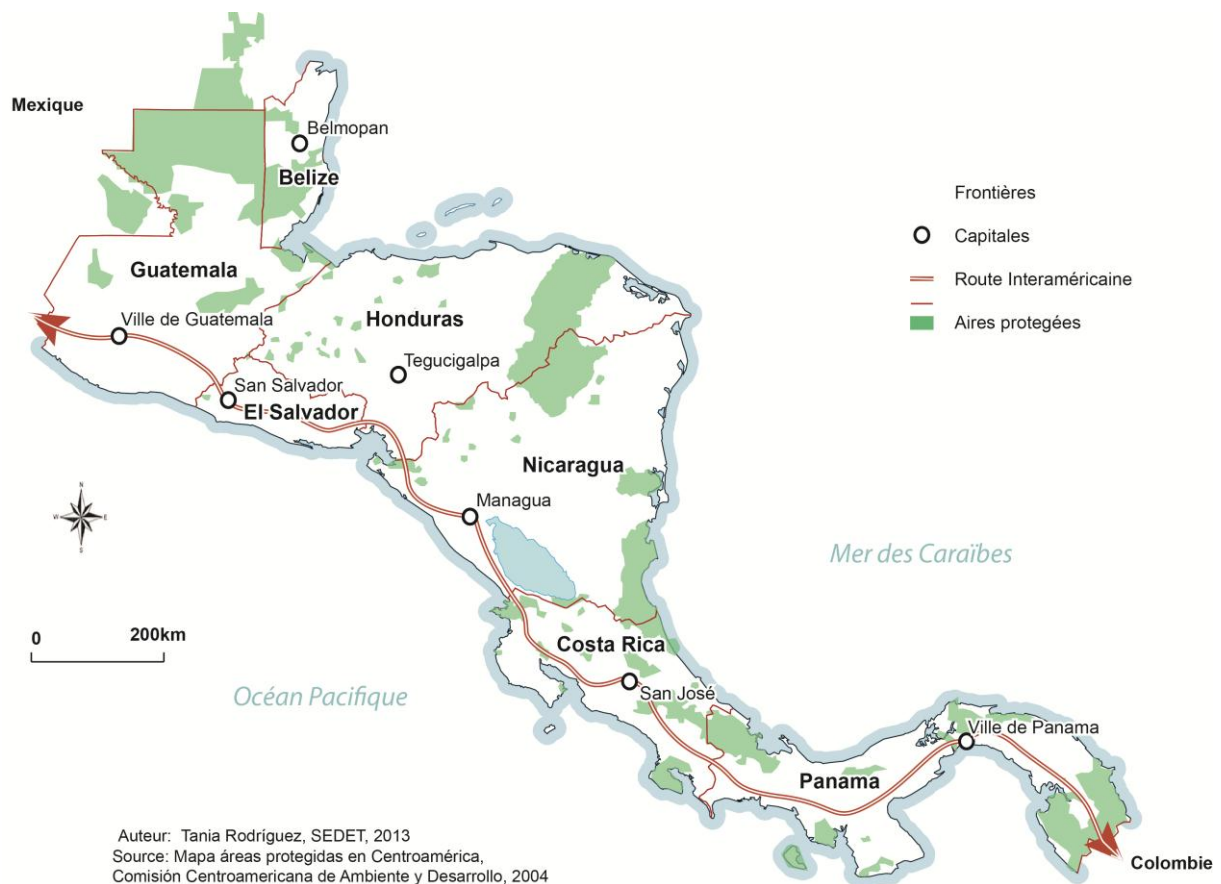 Mexique
Belmopan
Belize
Guatemala
Ville de Guatemala
Honduras
Tegucigalpa
San Salvador
El Salvador
Nicaragua
Managua
Costa Rica
San José
Ville de Panama
Panama
Colombie
Mer des Caraïbes
Océan Pacifique
N
W E
S
0 200km
Frontières
Capitales
Route Interaméricaine
Aires protegées
Auteur: Tania Rodríguez, SEDET, 2013
Source: Mapa áreas protegidas en Centroamérica,
Comisión Centroamericana de Ambiente y Desarrollo, 2004